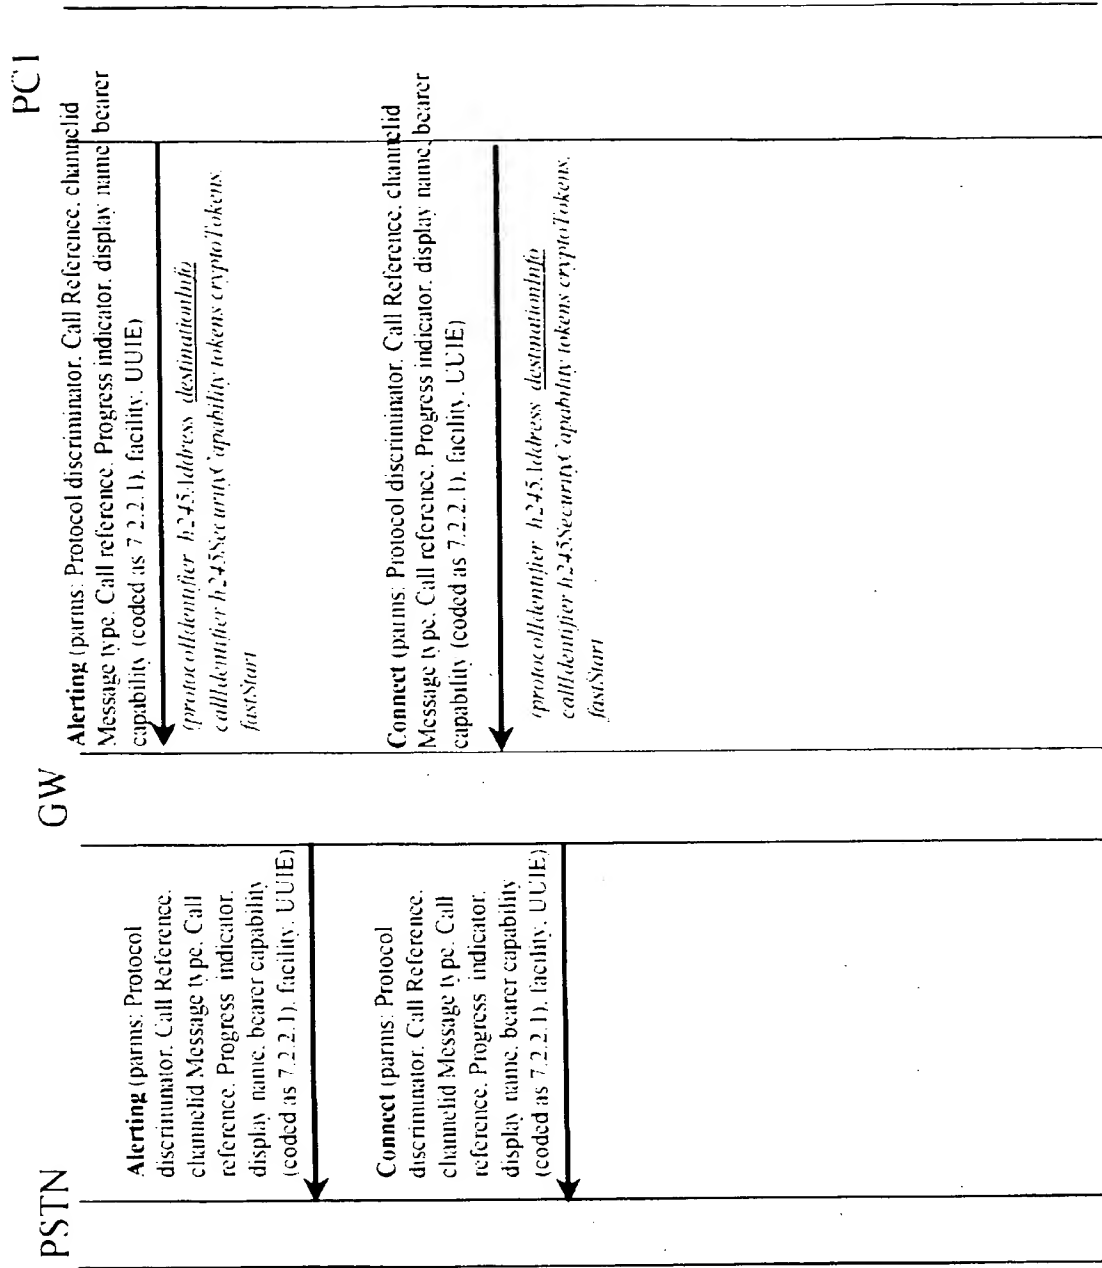 PSTN
GW
PC1
Alerting (parms: Protocol discriminator. Call Reference. channelid
Message type. Call reference. Progress indicator. display name. bearer
capability (coded as 7.2.2.1). facility. UUIE)
(protocolIdentifier h245Address destinationInfo
callIdentifier h245SecurityCapability tokens cryptoTokens.
fastStart
Alerting (parms: Protocol
discriminator. Call Reference.
channelid Message type. Call
reference. Progress indicator.
display name. bearer capability
(coded as 7.2.2.1). facility. UUIE)
Connect (parms: Protocol discriminator. Call Reference. channelid
Message type. Call reference. Progress indicator. display name. bearer
capability (coded as 7.2.2.1). facility. UUIE)
(protocolIdentifier h245Address destinationInfo
callIdentifier h245SecurityCapability tokens cryptoTokens.
fastStart
Connect (parms: Protocol
discriminator. Call Reference.
channelid Message type. Call
reference. Progress indicator.
display name. bearer capability
(coded as 7.2.2.1). facility. UUIE)